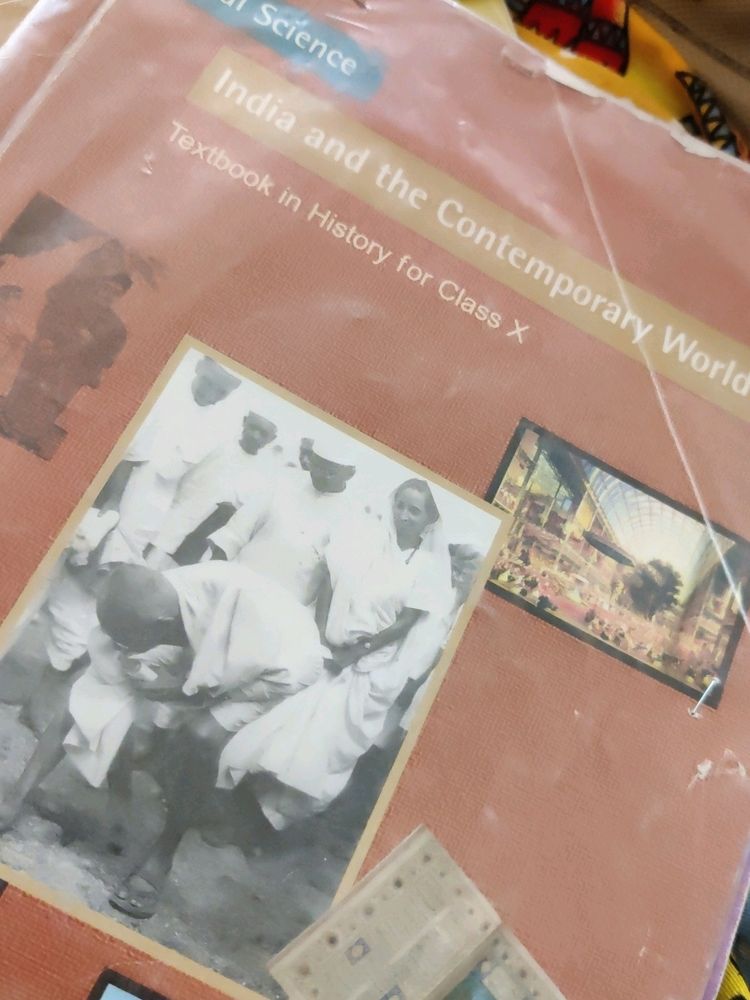 Science
India and the Contemporary World
Textbook in History for Class X